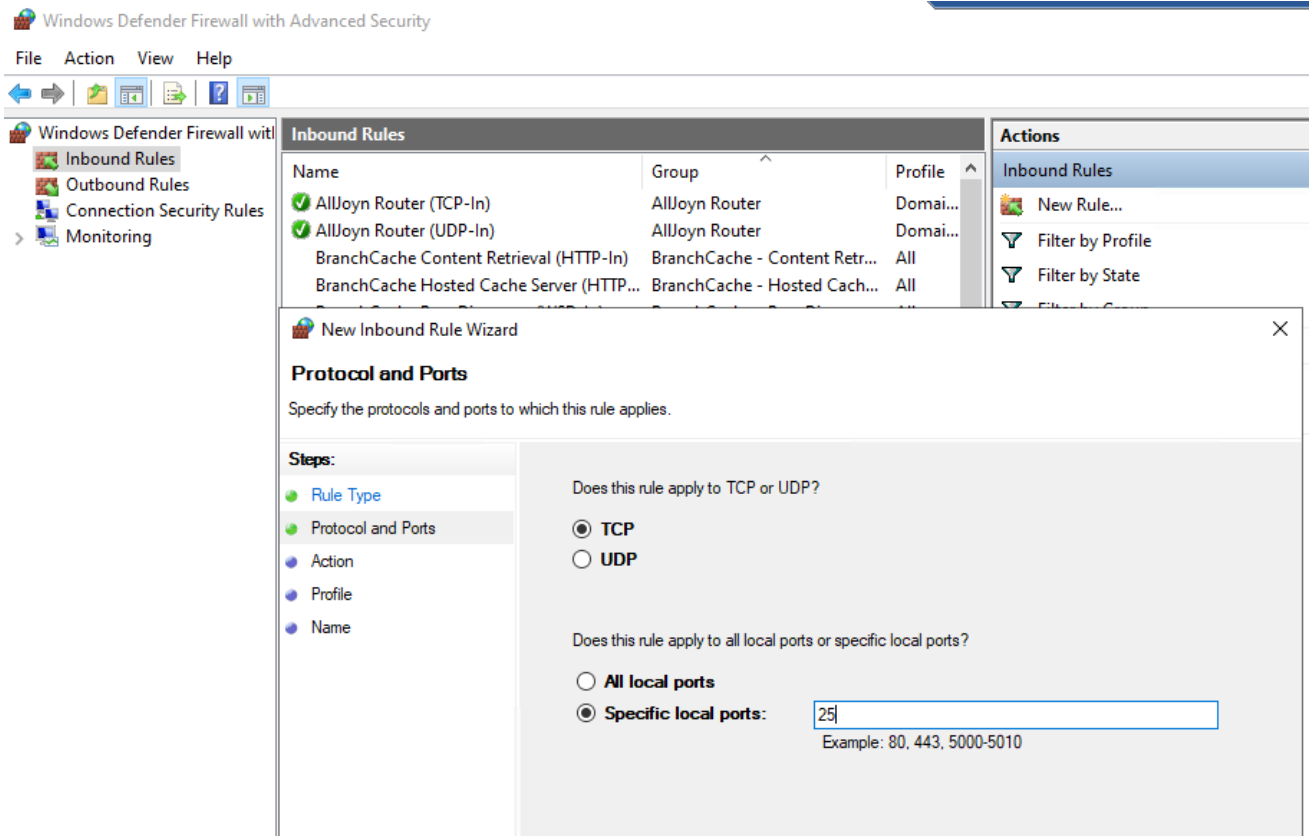 Windows Defender Firewall with Advanced Security
File Action View Help
Windows Defender Firewall with
Inbound Rules
Outbound Rules
Connection Security Rules
Monitoring
Inbound Rules
Name Group Profile
AllJoyn Router (TCP-In) AllJoyn Router Domai...
AllJoyn Router (UDP-In) AllJoyn Router Domai...
BranchCache Content Retrieval (HTTP-In) BranchCache - Content Retr... All
BranchCache Hosted Cache Server (HTTP... BranchCache - Hosted Cach... All
Actions
Inbound Rules
New Rule...
Filter by Profile
Filter by State
New Inbound Rule Wizard
Protocol and Ports
Specify the protocols and ports to which this rule applies.
Steps:
Rule Type
Protocol and Ports
Action
Profile
Name
Does this rule apply to TCP or UDP?
TCP
UDP
Does this rule apply to all local ports or specific local ports?
All local ports
Specific local ports: 25
Example: 80, 443, 5000-5010